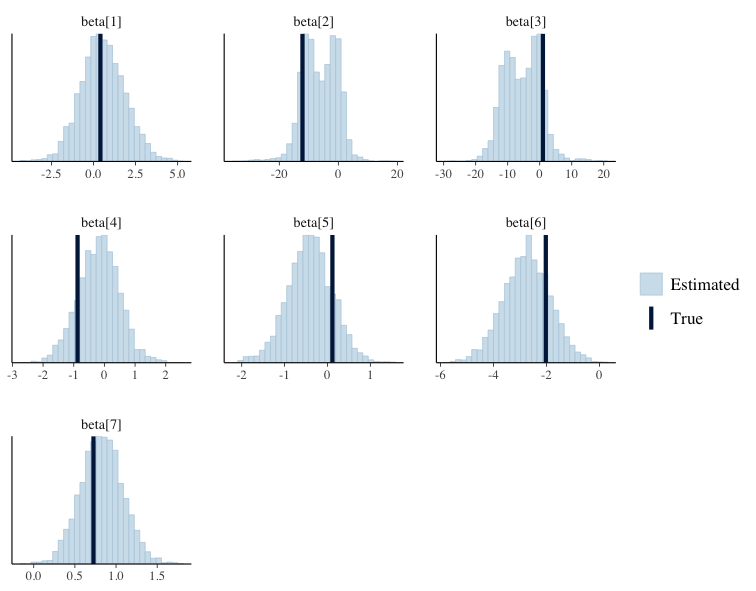 beta[1] beta[2] beta[3]
-2.5 0.0 2.5 5.0 -20 0 20 -30 -20 -10 0 10 20
beta[4] beta[5] beta[6]
-3 -2 -1 0 1 2 -2 -1 0 1 -6 -4 -2 0
Estimated
True
beta[7]
0.0 0.5 1.0 1.5